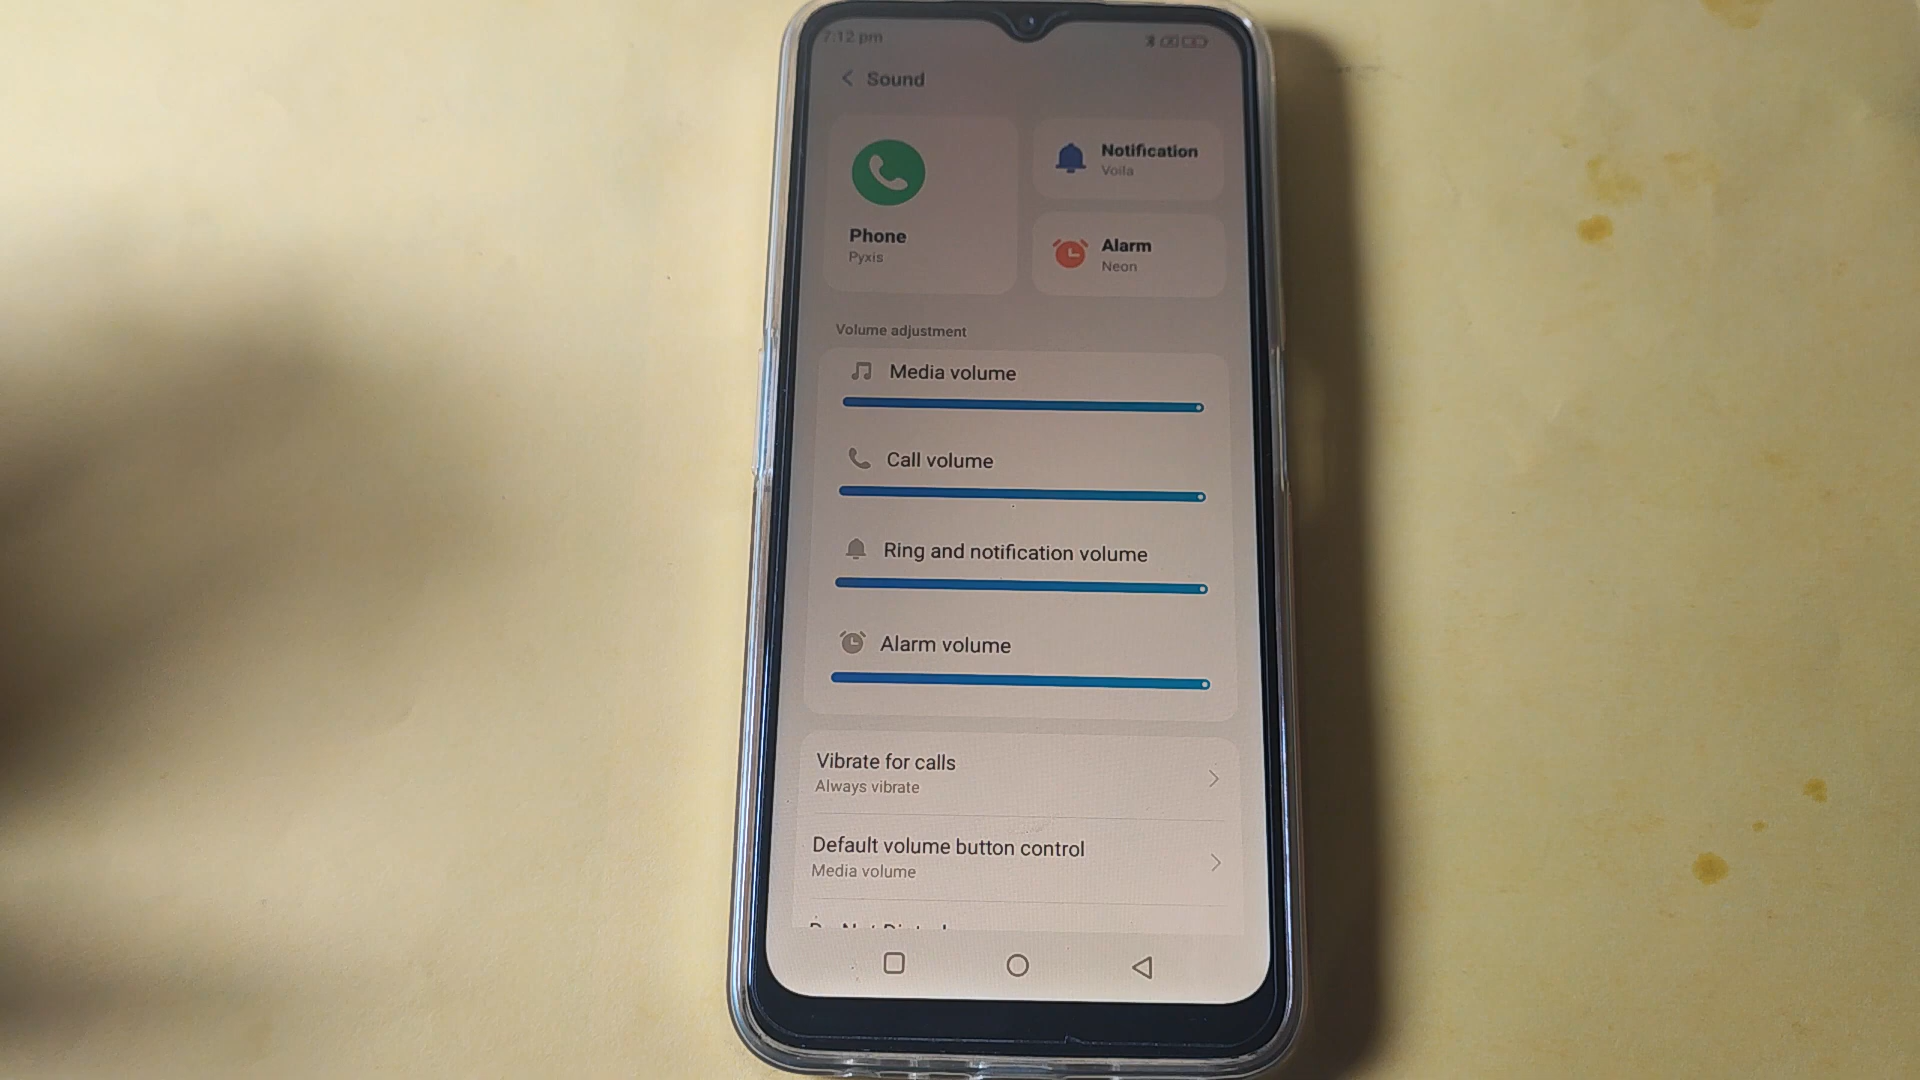 7:12 pm
Sound
Phone
Pyxis
Notification
Voila
Alarm
Neon
Volume adjustment
Media volume
Call volume
Ring and notification volume
Alarm volume
Vibrate for calls
Always vibrate
Default volume button control
Media volume